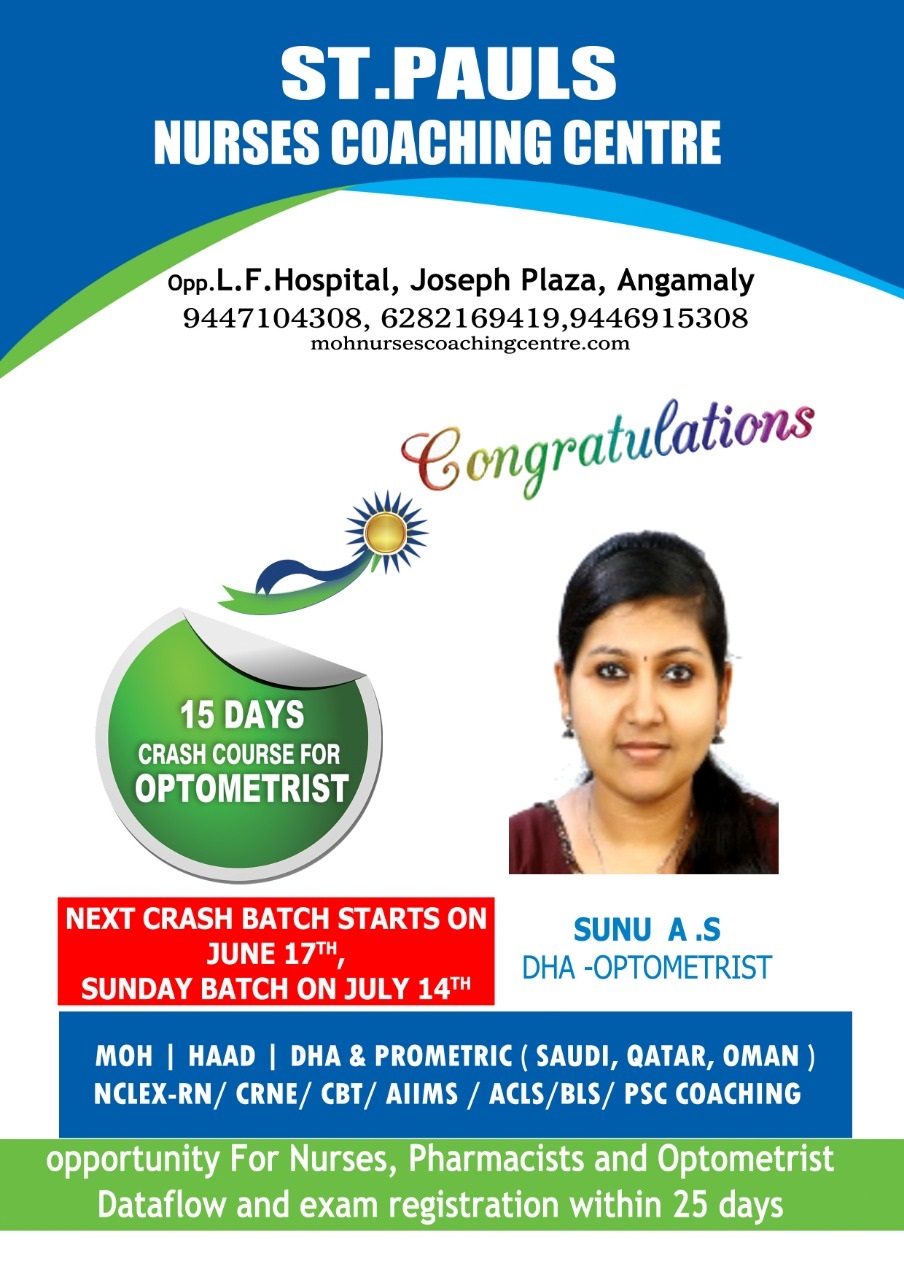 ST.PAULS
NURSES COACHING CENTRE
Opp.L.F.Hospital, Joseph Plaza, Angamaly
9447104308, 6282169419,9446915308
mohnursescoachingcentre.com
Congratulations
15 DAYS
CRASH COURSE FOR
OPTOMETRIST
NEXT CRASH BATCH STARTS ON
JUNE 17TH,
SUNDAY BATCH ON JULY 14TH
SUNU A .S
DHA -OPTOMETRIST
MOH | HAAD | DHA & PROMETRIC ( SAUDI, QATAR, OMAN )
NCLEX-RN/ CRNE/ CBT/ AIIMS / ACLS/BLS/ PSC COACHING
opportunity For Nurses, Pharmacists and Optometrist
Dataflow and exam registration within 25 days